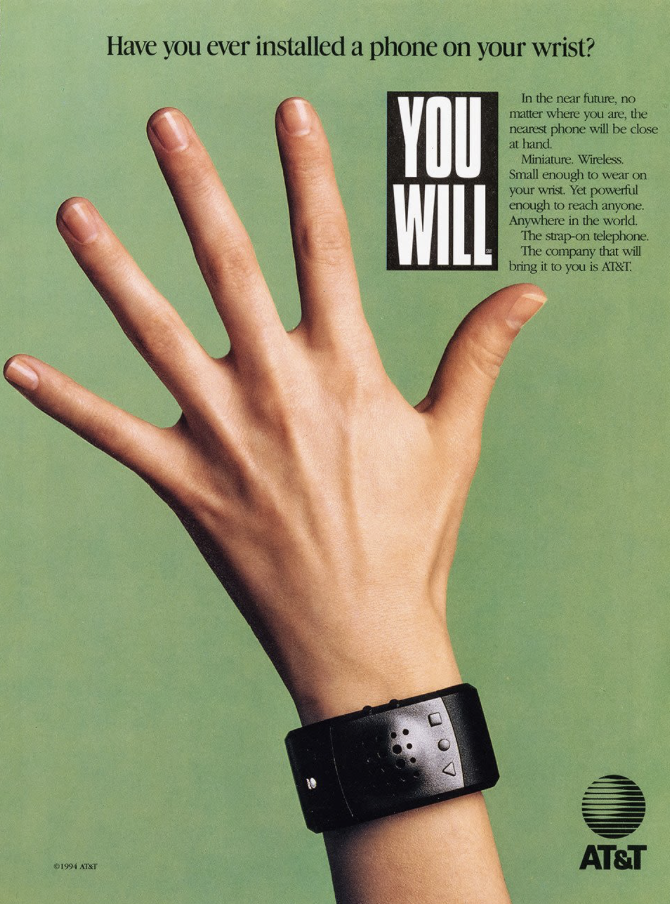 Have you ever installed a phone on your wrist?
YOU
WILL
In the near future, no
matter where you are, the
nearest phone will be close
at hand.
Miniature. Wireless.
Small enough to wear on
your wrist. Yet powerful
enough to reach anyone.
Anywhere in the world.
The strap-on telephone.
The company that will
bring it to you is AT&T.
©1994 AT&T
AT&T